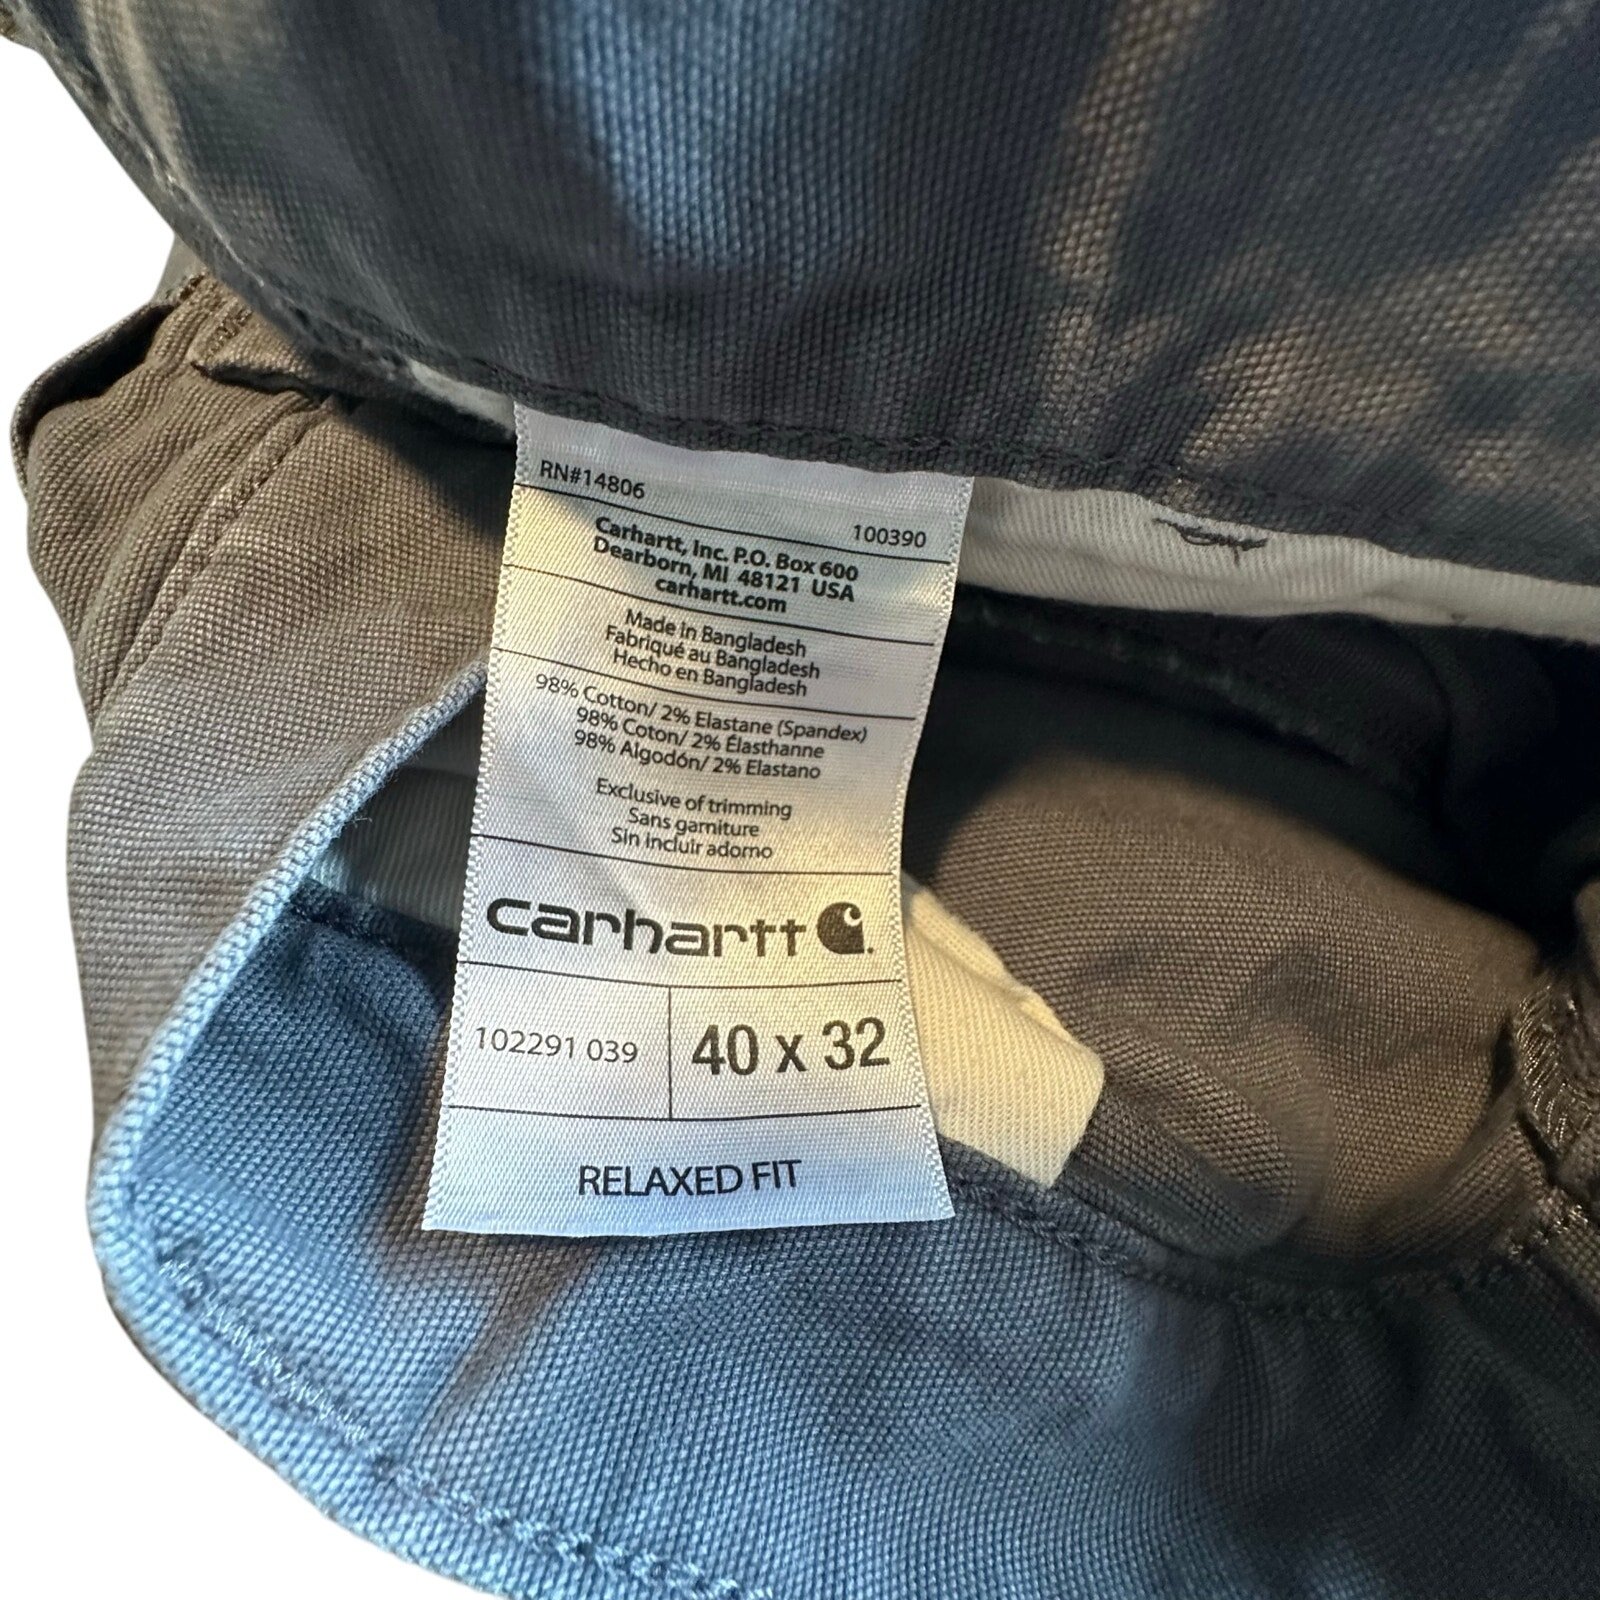 RN#14806
100390
Carhartt, Inc. P.O. Box 600
Dearborn, MI 48121 USA
carhartt.com
Made in Bangladesh
Fabriqué au Bangladesh
Hecho en Bangladesh
98% Cotton/ 2% Elastane (Spandex)
98% Coton/ 2% Élasthanne
98% Algodón/ 2% Elastano
Exclusive of trimming
Sans garniture
Sin incluir adorno
carhartt
102291 039
40 x 32
RELAXED FIT